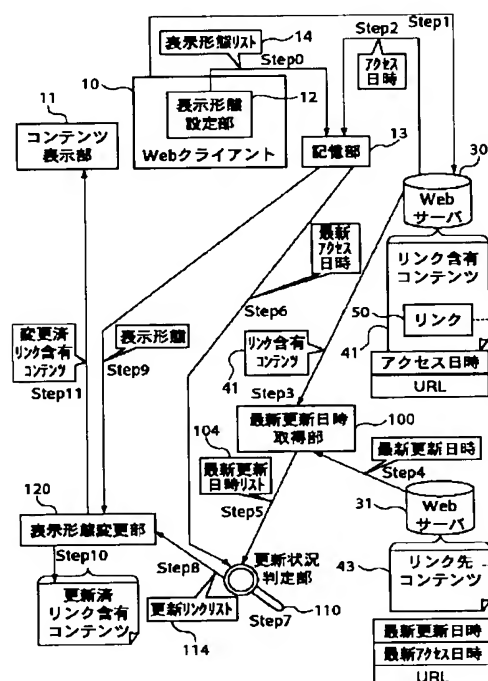 Step1
Step2
表示形態リスト
14
Step0
アクセス
日時
10
11
表示形態
設定部
12
コンテンツ
表示部
Webクライアント
記憶部
13
30
Web
サーバ
最新
アクセス
日時
リンク含有
コンテンツ
Step6
50
リンク
変更済
リンク含有
コンテンツ
表示形態
41
リンク含有
コンテンツ
41
アクセス日時
Step11
Step9
Step3
URL
最新更新日時
取得部
100
104
最新更新日時
最新更新
日時リスト
Step4
120
Step5
31
Web
サーバ
表示形態変更部
Step10
Step8
更新状況
判定部
43
リンク先
コンテンツ
更新済
リンク含有
コンテンツ
更新リンクリスト
Step7
110
114
最新更新日時
最新アクセス日時
URL